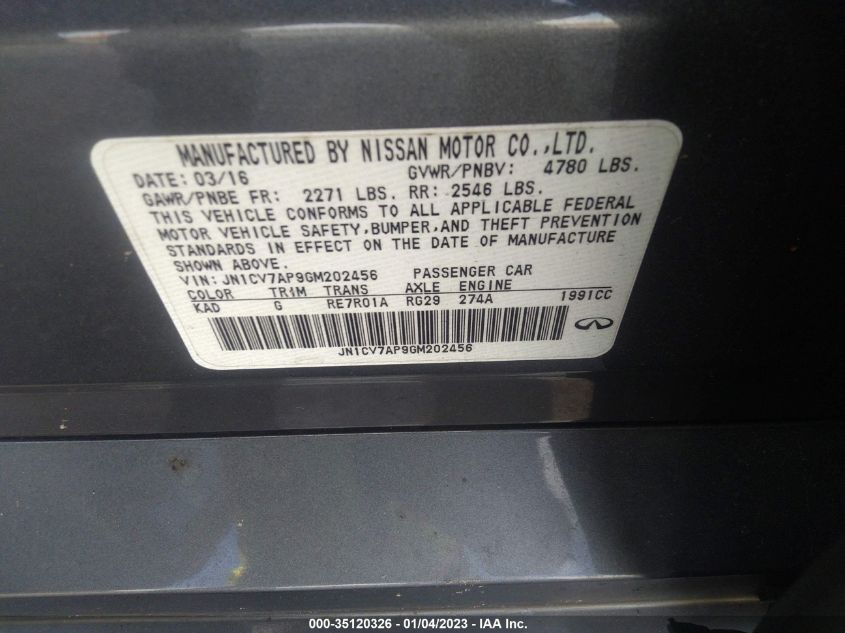 MANUFACTURED BY NISSAN MOTOR CO.,LTD.
DATE: 03/16 GVWR/PNBV: 4780 LBS.
GAWR/PNBE FR: 2271 LBS. RR: 2546 LBS.
THIS VEHICLE CONFORMS TO ALL APPLICABLE FEDERAL
MOTOR VEHICLE SAFETY,BUMPER,AND THEFT PREVENTION
STANDARDS IN EFFECT ON THE DATE OF MANUFACTURE
SHOWN ABOVE.
VIN: JN1CV7AP9GM202456 PASSENGER CAR
COLOR TRIM TRANS AXLE ENGINE
KAD G RE7R01A RG29 274A 1991CC
JN1CV7AP9GM202456
000-35120326 - 01/04/2023 - IAA Inc.